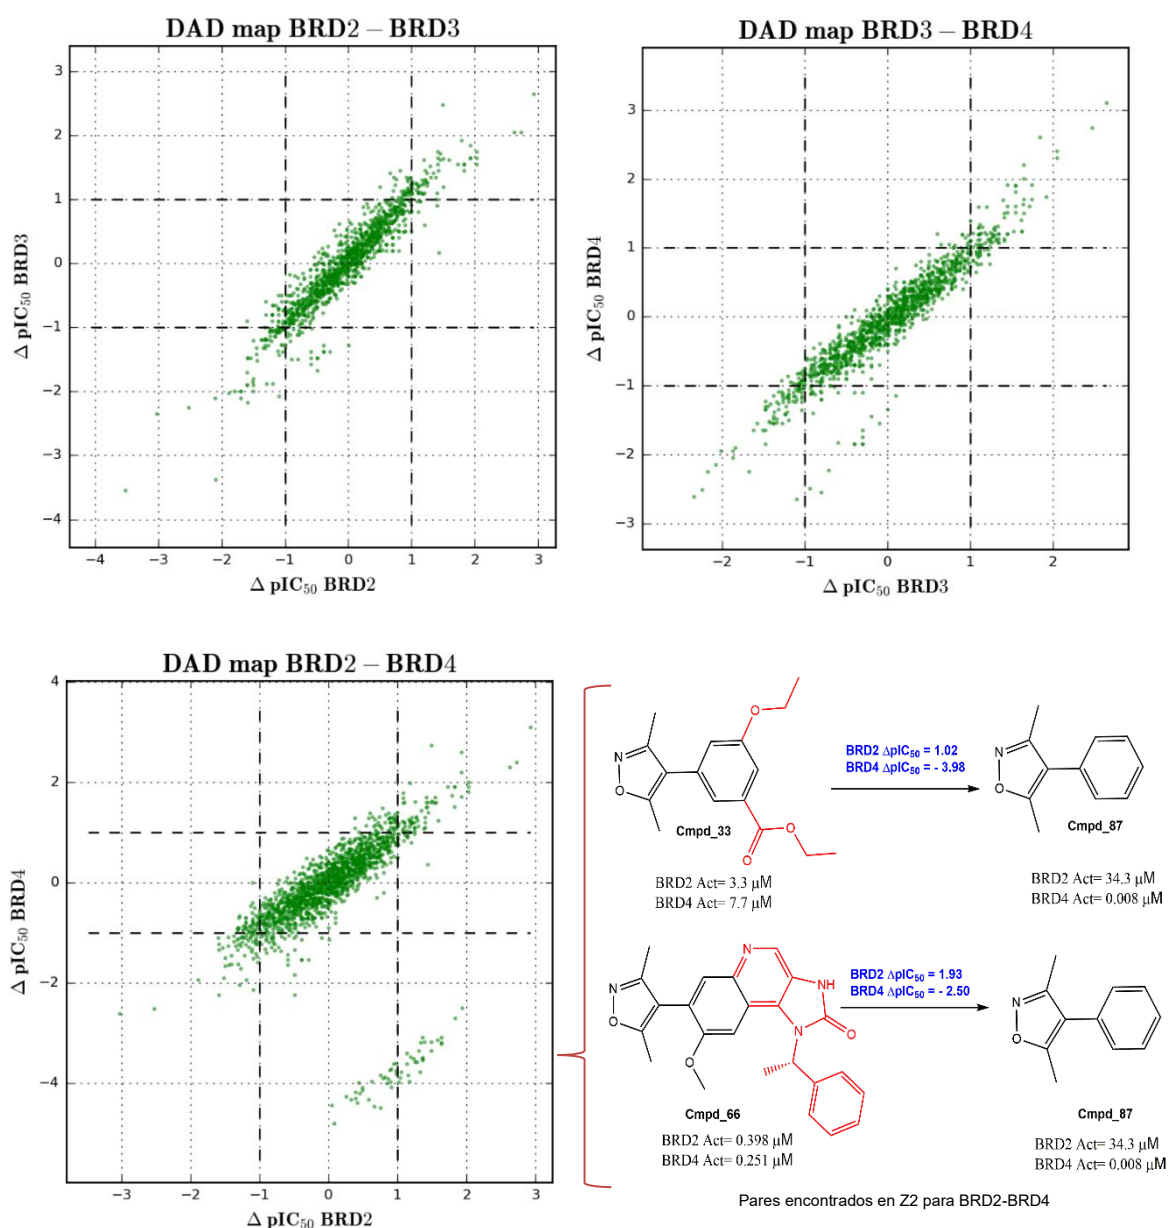 DAD map BRD2 – BRD3
3
2
1
0
−1
−2
−3
−4
Δ pIC50 BRD3
−4 −3 −2 −1 0 1 2 3
Δ pIC50 BRD2
DAD map BRD3 – BRD4
3
2
1
0
−1
−2
−3
Δ pIC50 BRD4
−2 −1 0 1 2
Δ pIC50 BRD3
DAD map BRD2 – BRD4
4
2
0
−2
−4
Δ pIC50 BRD4
−3 −2 −1 0 1 2 3
Δ pIC50 BRD2
O
N
O
O
O
Cmpd_33
BRD2 Act= 3.3 μM
BRD4 Act= 7.7 μM
BRD2 ΔpIC50 = 1.02
BRD4 ΔpIC50 = - 3.98
N
O
Cmpd_87
BRD2 Act= 34.3 μM
BRD4 Act= 0.008 μM
N
N
NH
O
N
O
O
Cmpd_66
BRD2 Act= 0.398 μM
BRD4 Act= 0.251 μM
BRD2 ΔpIC50 = 1.93
BRD4 ΔpIC50 = - 2.50
N
O
Cmpd_87
BRD2 Act= 34.3 μM
BRD4 Act= 0.008 μM
Pares encontrados en Z2 para BRD2-BRD4